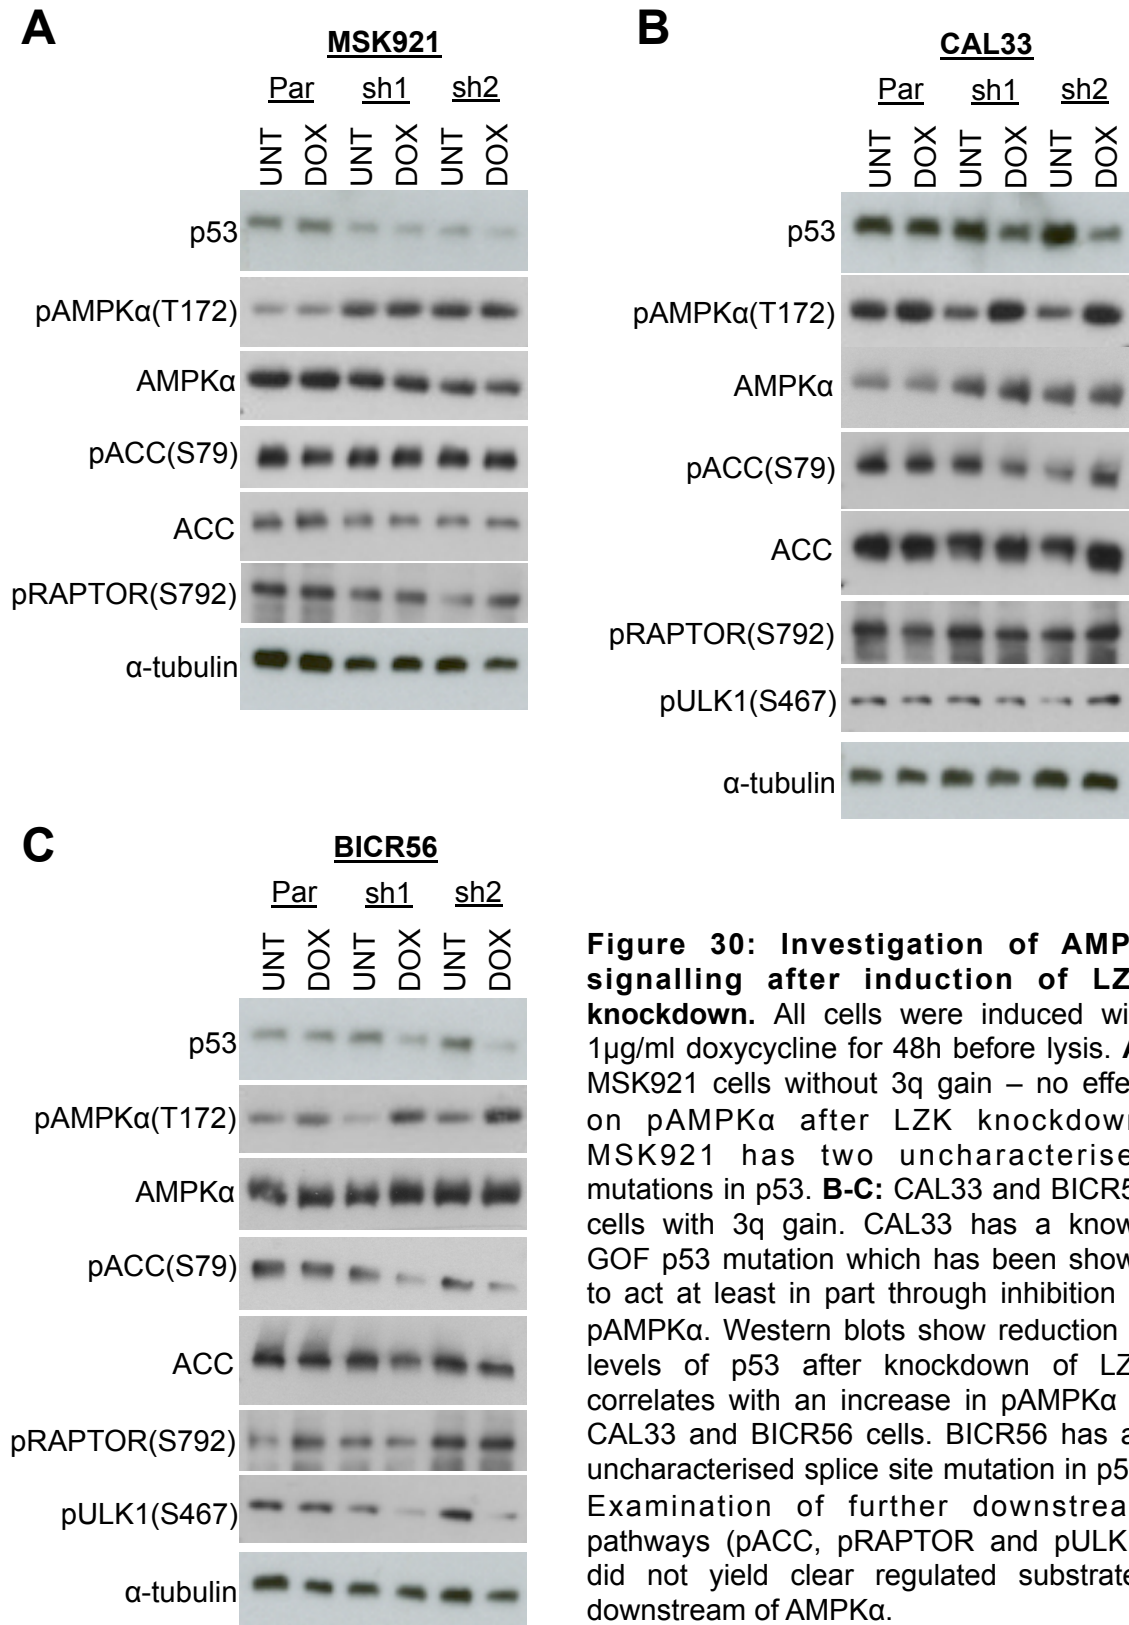 A
MSK921
Par sh1 sh2
UNT DOX UNT DOX UNT DOX
p53
pAMPKα(T172)
AMPKα
pACC(S79)
ACC
pRAPTOR(S792)
α-tubulin
B
CAL33
Par sh1 sh2
UNT DOX UNT DOX UNT DOX
p53
pAMPKα(T172)
AMPKα
pACC(S79)
ACC
pRAPTOR(S792)
pULK1(S467)
α-tubulin
C
BICR56
Par sh1 sh2
UNT DOX UNT DOX UNT DOX
p53
pAMPKα(T172)
AMPKα
pACC(S79)
ACC
pRAPTOR(S792)
pULK1(S467)
α-tubulin
Figure 30: Investigation of AMP
signalling after induction of LZ
knockdown. All cells were induced wi
1µg/ml doxycycline for 48h before lysis. A
MSK921 cells without 3q gain – no effe
on pAMPKα after LZK knockdown
MSK921 has two uncharacterise
mutations in p53. B-C: CAL33 and BICR5
cells with 3q gain. CAL33 has a know
GOF p53 mutation which has been show
to act at least in part through inhibition
pAMPKα. Western blots show reduction
levels of p53 after knockdown of LZ
correlates with an increase in pAMPKα
CAL33 and BICR56 cells. BICR56 has a
uncharacterised splice site mutation in p5
Examination of further downstrea
pathways (pACC, pRAPTOR and pULK
did not yield clear regulated substrate
downstream of AMPKα.